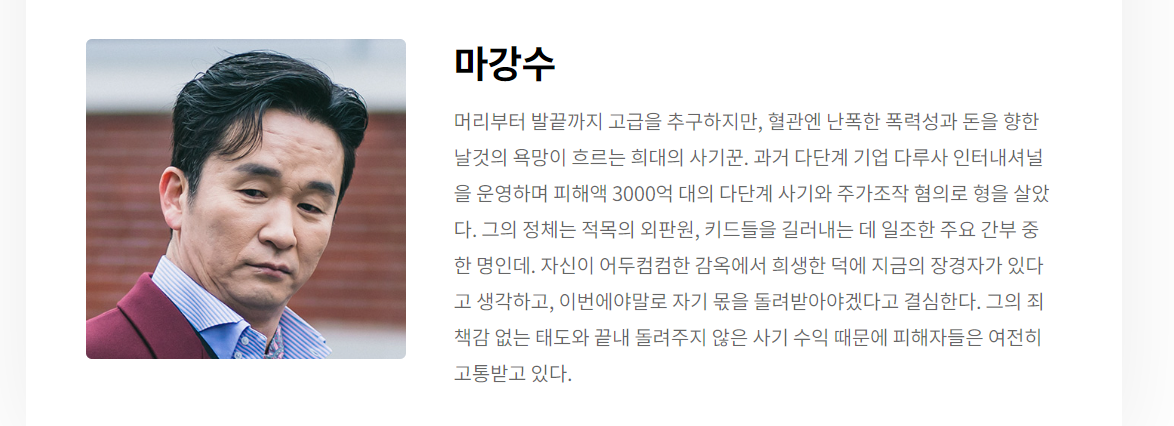 마강수
머리부터 발끝까지 고급을 추구하지만, 혈관엔 난폭한 폭력성과 돈을 향한
날것의 욕망이 흐르는 희대의 사기꾼. 과거 다단계 기업 다루사 인터내셔널
을 운영하며 피해액 3000억 대의 다단계 사기와 주가조작 혐의로 형을 살았
다. 그의 정체는 적목의 외판원, 키드들을 길러내는 데 일조한 주요 간부 중
한 명인데. 자신이 어두컴컴한 감옥에서 희생한 덕에 지금의 장경자가 있다
고 생각하고, 이번에야말로 자기 몫을 돌려받아야겠다고 결심한다. 그의 죄
책감 없는 태도와 끝내 돌려주지 않은 사기 수익 때문에 피해자들은 여전히
고통받고 있다.